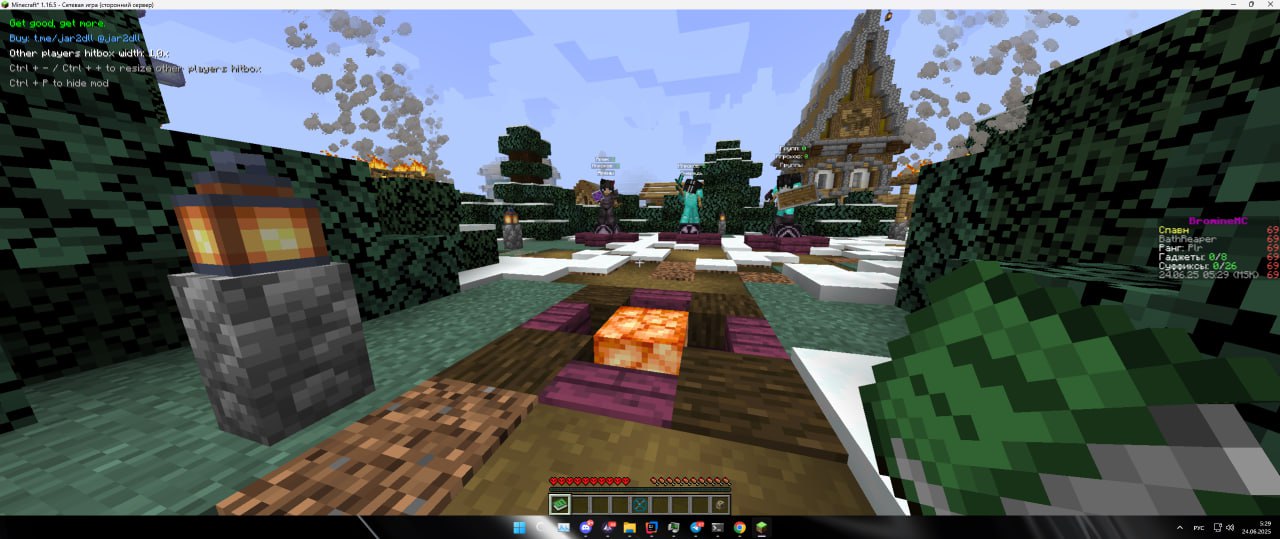 Minecraft* 1.16.5 - Сетевая игра (сторонний сервер)
Get good, get more.
Buy: t.me/jar2dll @jar2dll
Other players hitbox width: 1,0x
Ctrl + - / Ctrl + + to resize other players hitbox
Ctrl + P to hide mod
BromineMC
Спавн 69
BathReaper 69
Ранг: Plr 69
Гаджеты: 0/8 69
Суффиксы: 0/26 69
24.06.25 05:29 (MSK) 69
РУС
5:29
24.06.2025